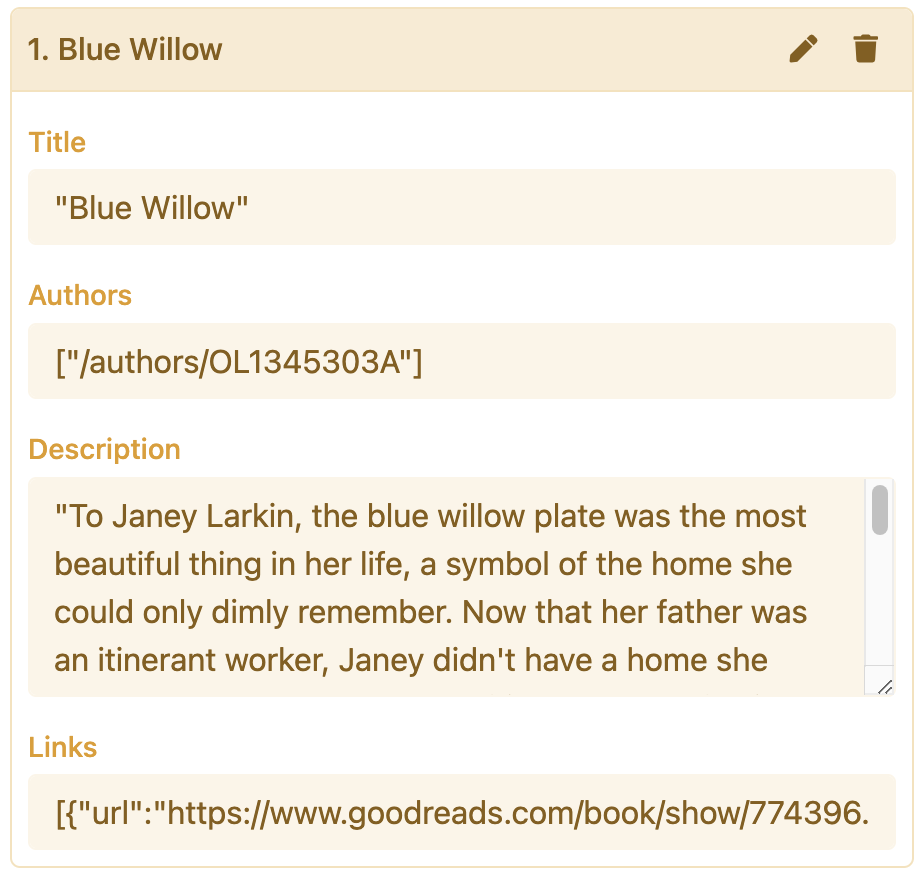 1. Blue Willow
Title
"Blue Willow"
Authors
["/authors/OL1345303A"]
Description
"To Janey Larkin, the blue willow plate was the most
beautiful thing in her life, a symbol of the home she
could only dimly remember. Now that her father was
an itinerant worker, Janey didn't have a home she
Links
[{"url":"https://www.goodreads.com/book/show/774396.